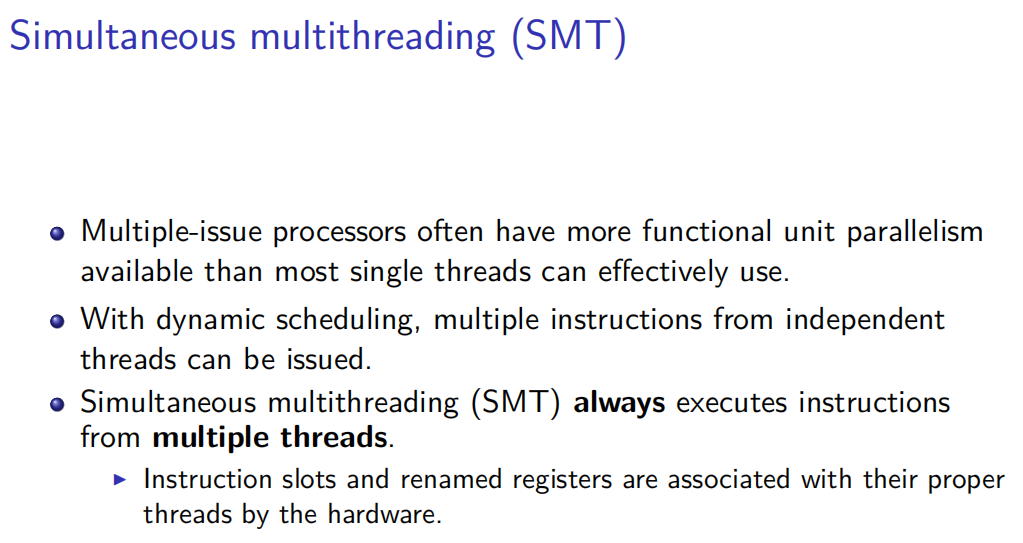 Simultaneous multithreading (SMT)
Multiple-issue processors often have more functional unit parallelism
available than most single threads can effectively use.
With dynamic scheduling, multiple instructions from independent
threads can be issued.
Simultaneous multithreading (SMT) always executes instructions
from multiple threads.
Instruction slots and renamed registers are associated with their proper
threads by the hardware.